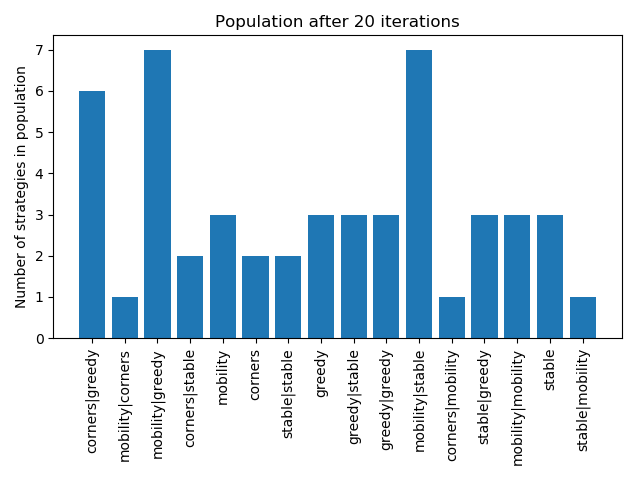 Population after 20 iterations
Number of strategies in population
7
6
5
4
3
2
1
0
corners|greedy
mobility|corners
mobility|greedy
corners|stable
mobility
corners
stable|stable
greedy
greedy|stable
greedy|greedy
mobility|stable
corners|mobility
stable|greedy
mobility|mobility
stable
stable|mobility